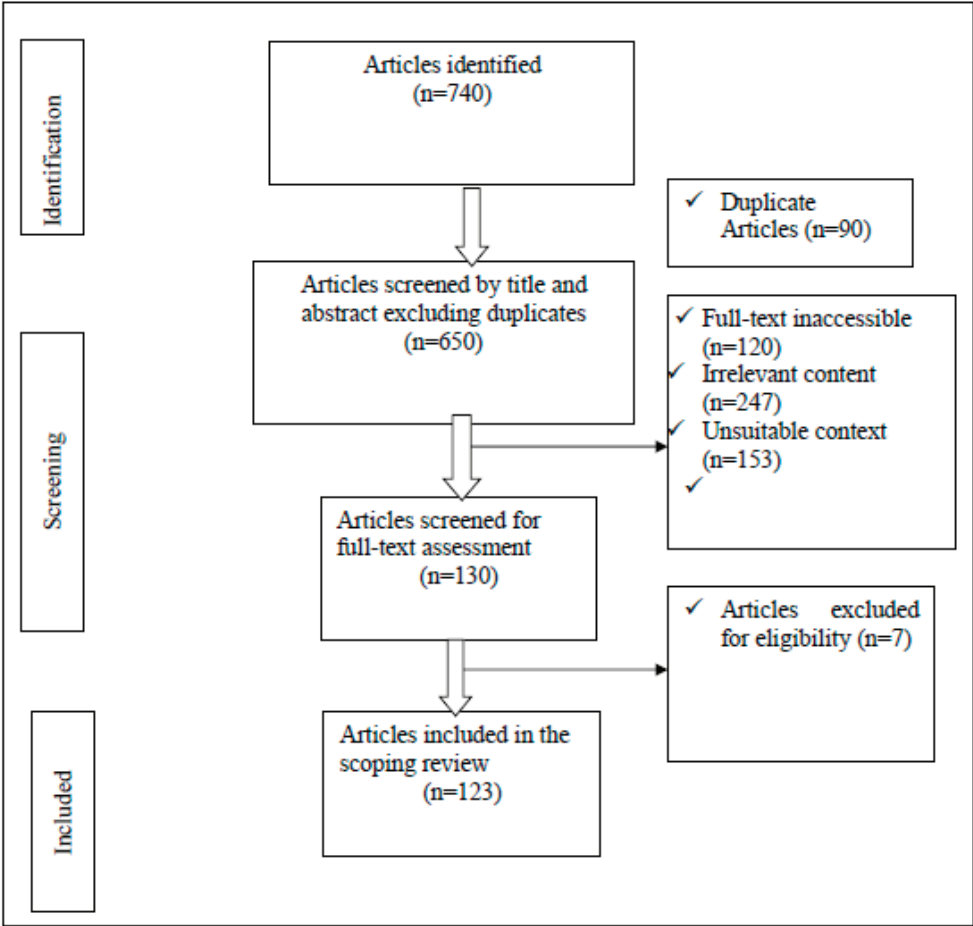 Identification
Articles identified
(n=740)
✓ Duplicate
Articles (n=90)
Articles screened by title and
abstract excluding duplicates
(n=650)
✓ Full-text inaccessible
(n=120)
✓ Irrelevant content
(n=247)
✓ Unsuitable context
(n=153)
✓
Screening
Articles screened for
full-text assessment
(n=130)
✓ Articles excluded
for eligibility (n=7)
Included
Articles included in the
scoping review
(n=123)